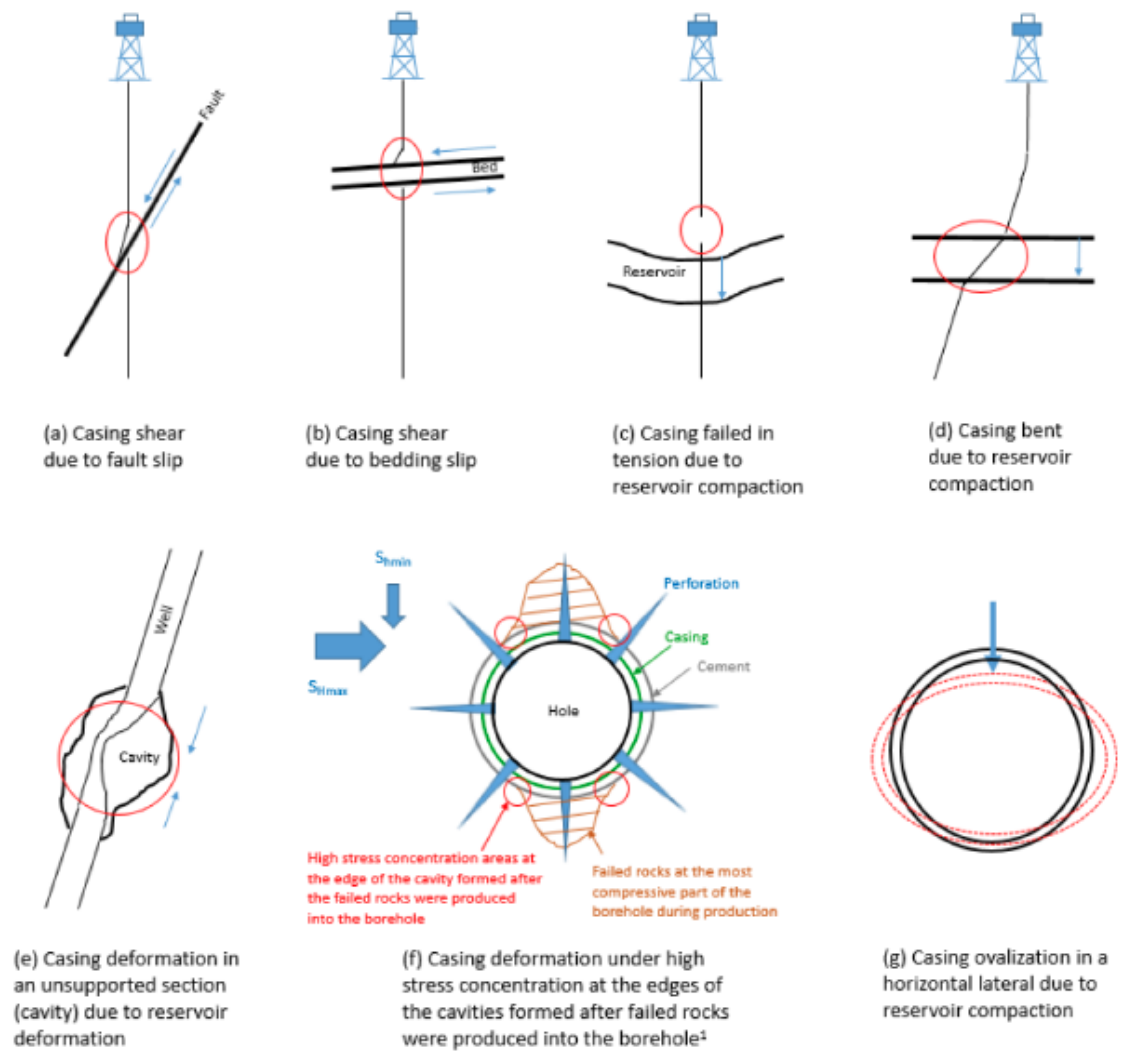 Fault
Bed
Reservoir
(a) Casing shear
due to fault slip
(b) Casing shear
due to bedding slip
(c) Casing failed in
tension due to
reservoir compaction
(d) Casing bent
due to reservoir
compaction
Well
Cavity
Shmin
SHmax
Perforation
Casing
Cement
Hole
High stress concentration areas at
the edge of the cavity formed after
the failed rocks were produced
into the borehole
Failed rocks at the most
compressive part of the
borehole during production
(e) Casing deformation in
an unsupported section
(cavity) due to reservoir
deformation
(f) Casing deformation under high
stress concentration at the edges of
the cavities formed after failed rocks
were produced into the borehole¹
(g) Casing ovalization in a
horizontal lateral due to
reservoir compaction